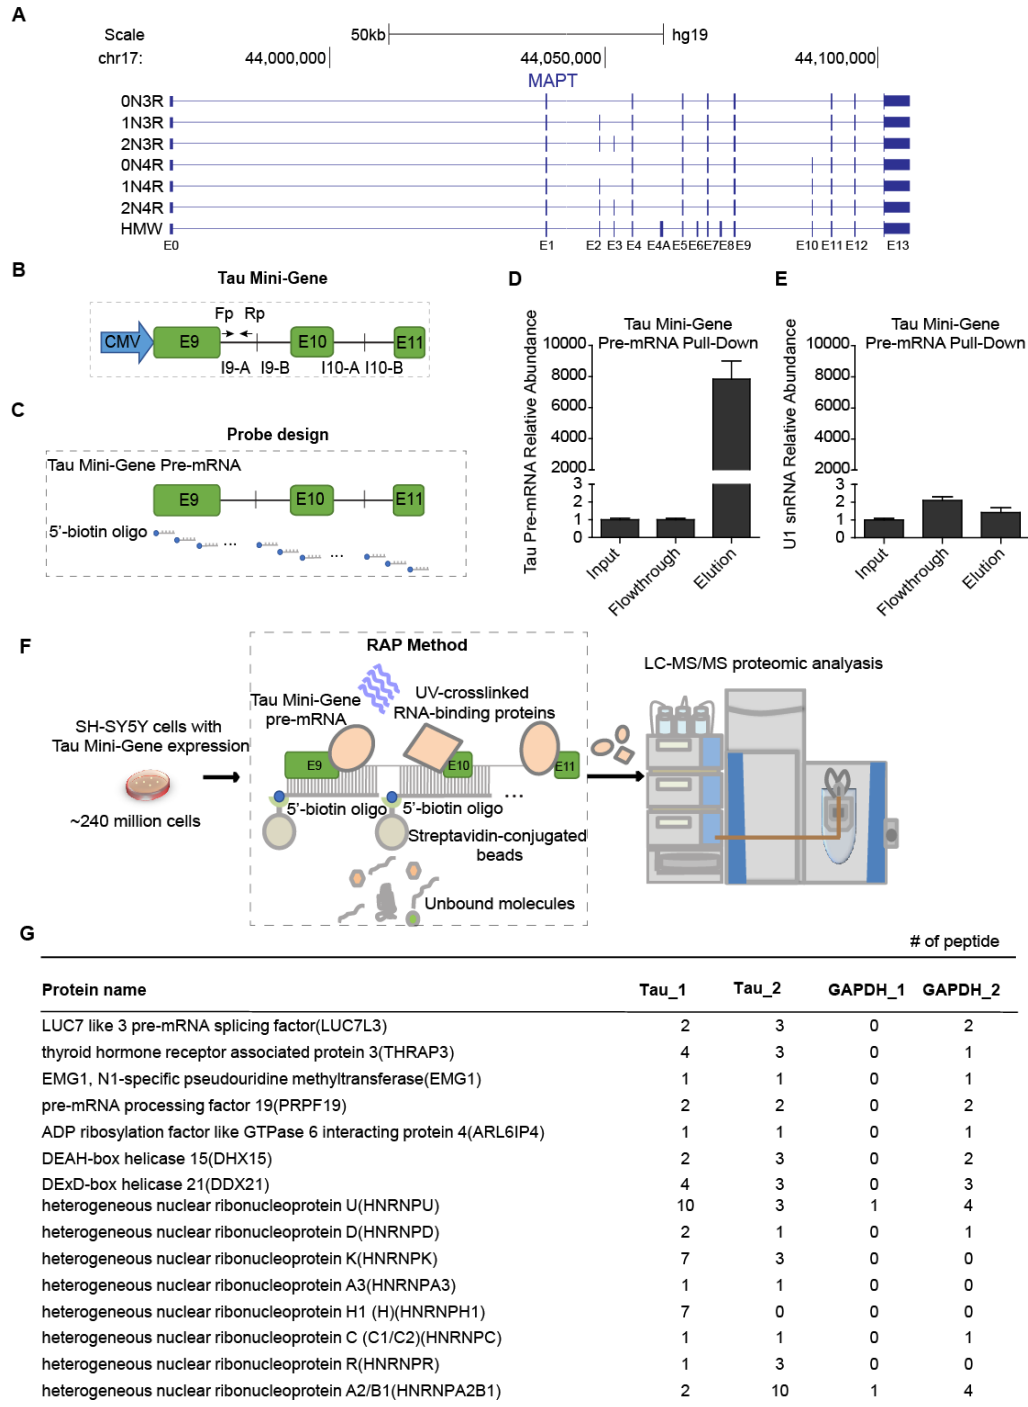 A
Scale 50kb hg19
chr17: 44,000,000 44,050,000 44,100,000
MAPT
0N3R
1N3R
2N3R
0N4R
1N4R
2N4R
HMW
E0 E1 E2 E3 E4 E4A E5 E6 E7 E8 E9 E10 E11 E12 E13
B
Tau Mini-Gene
Fp Rp
CMV E9 E10 E11
I9-A I9-B I10-A I10-B
C
Probe design
Tau Mini-Gene Pre-mRNA
E9 E10 E11
5'-biotin oligo ... ...
D
Tau Mini-Gene
Pre-mRNA Pull-Down
Tau Pre-mRNA Relative Abundance
10000
8000
6000
4000
2000
3
2
1
0
Input Flowthrough Elution
E
Tau Mini-Gene
Pre-mRNA Pull-Down
U1 snRNA Relative Abundance
10000
8000
6000
4000
2000
3
2
1
0
Input Flowthrough Elution
F
RAP Method
SH-SY5Y cells with
Tau Mini-Gene expression
~240 million cells
Tau Mini-Gene
pre-mRNA
UV-crosslinked
RNA-binding proteins
E9 E10 E11
5'-biotin oligo 5'-biotin oligo ...
Streptavidin-conjugated
beads
Unbound molecules
LC-MS/MS proteomic analyasis
G
# of peptide
Protein name Tau_1 Tau_2 GAPDH_1 GAPDH_2
LUC7 like 3 pre-mRNA splicing factor(LUC7L3) 2 3 0 2
thyroid hormone receptor associated protein 3(THRAP3) 4 3 0 1
EMG1, N1-specific pseudouridine methyltransferase(EMG1) 1 1 0 1
pre-mRNA processing factor 19(PRPF19) 2 2 0 2
ADP ribosylation factor like GTPase 6 interacting protein 4(ARL6IP4) 1 1 0 1
DEAH-box helicase 15(DHX15) 2 3 0 2
DExD-box helicase 21(DDX21) 4 3 0 3
heterogeneous nuclear ribonucleoprotein U(HNRNPU) 10 3 1 4
heterogeneous nuclear ribonucleoprotein D(HNRNPD) 2 1 0 1
heterogeneous nuclear ribonucleoprotein K(HNRNPK) 7 3 0 0
heterogeneous nuclear ribonucleoprotein A3(HNRNPA3) 1 1 0 0
heterogeneous nuclear ribonucleoprotein H1 (H)(HNRNPH1) 7 0 0 0
heterogeneous nuclear ribonucleoprotein C (C1/C2)(HNRNPC) 1 1 0 1
heterogeneous nuclear ribonucleoprotein R(HNRNPR) 1 3 0 0
heterogeneous nuclear ribonucleoprotein A2/B1(HNRNPA2B1) 2 10 1 4